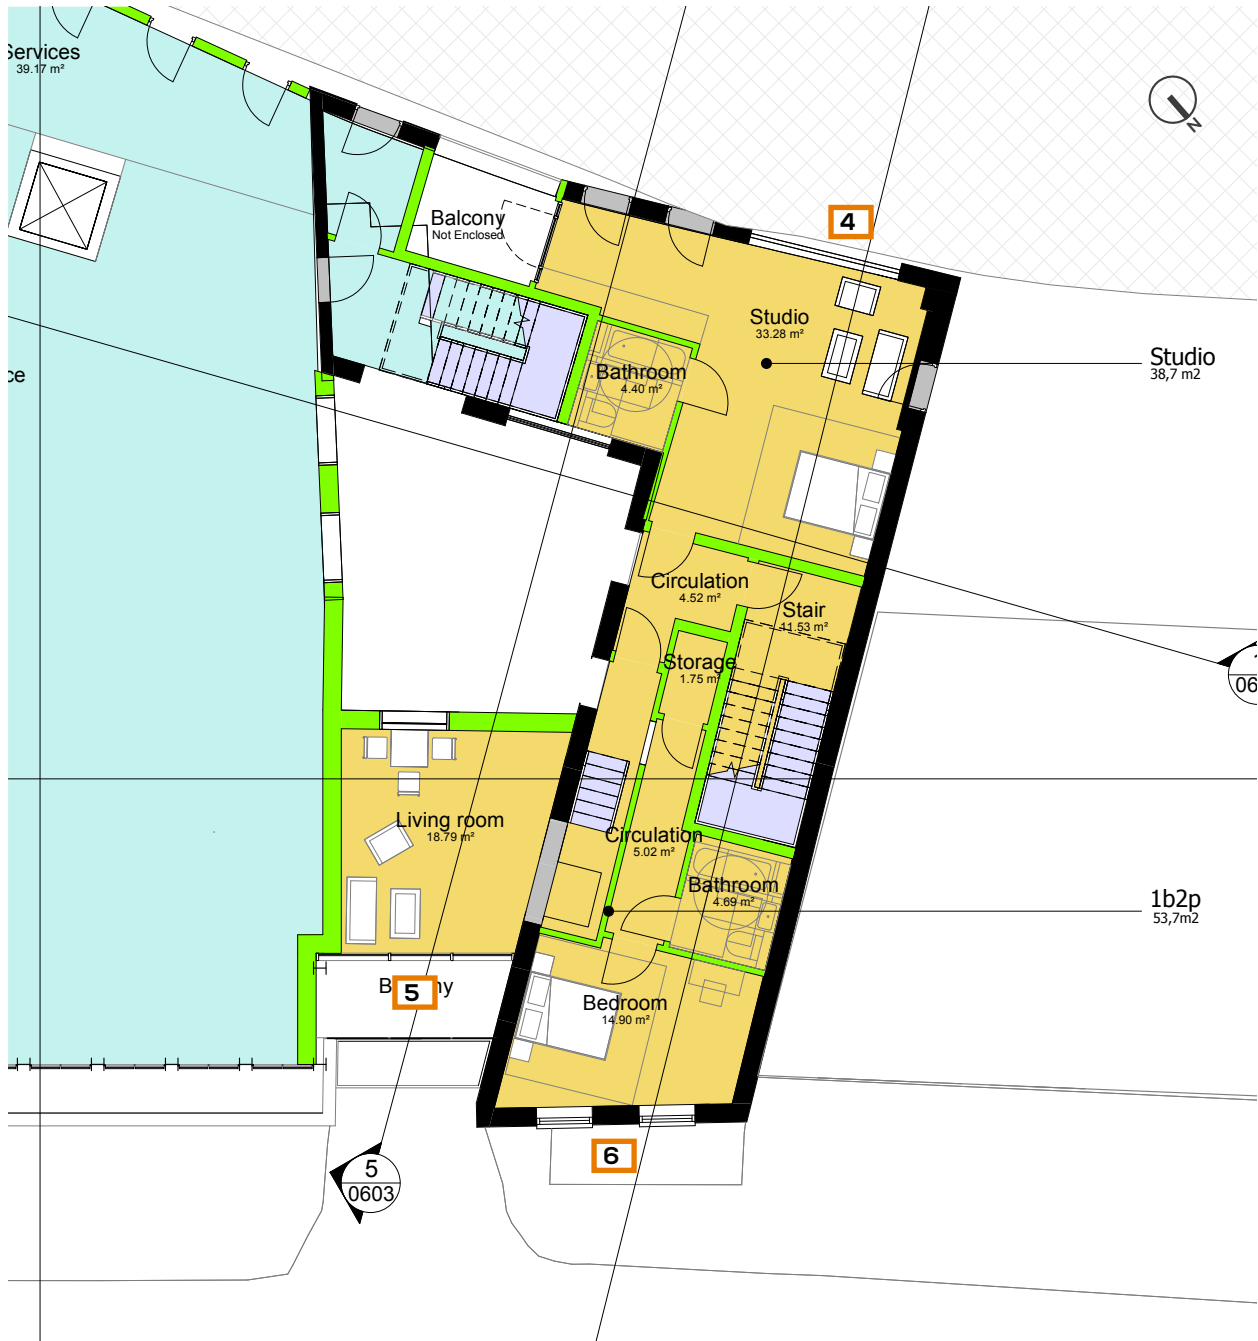 Services
39.17 m²
N
4
Balcony
Not Enclosed
Studio
33.28 m²
Studio
38,7 m2
Bathroom
4.40 m²
ce
Circulation
4.52 m²
Stair
11.53 m²
Storage
1.75 m²
06
Living room
18.79 m²
Circulation
5.02 m²
Bathroom
4.69 m²
1b2p
53,7m2
5
Bedroom
14.90 m²
6
5
0603